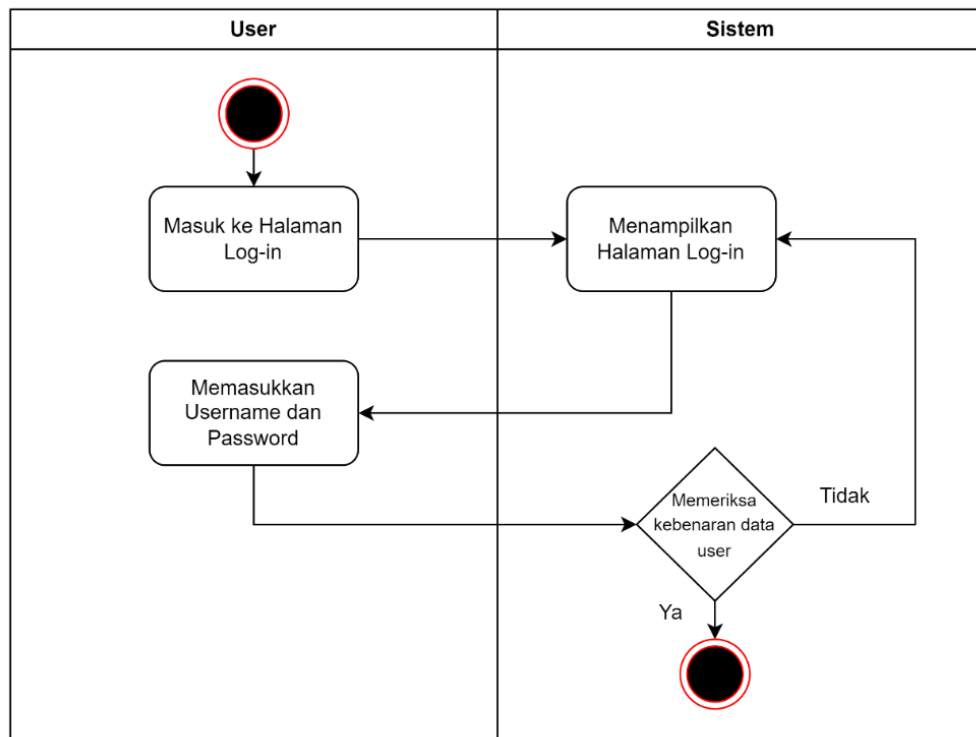 User
Sistem
Masuk ke Halaman
Log-in
Menampilkan
Halaman Log-in
Memasukkan
Username dan
Password
Memeriksa
kebenaran data
user
Tidak
Ya